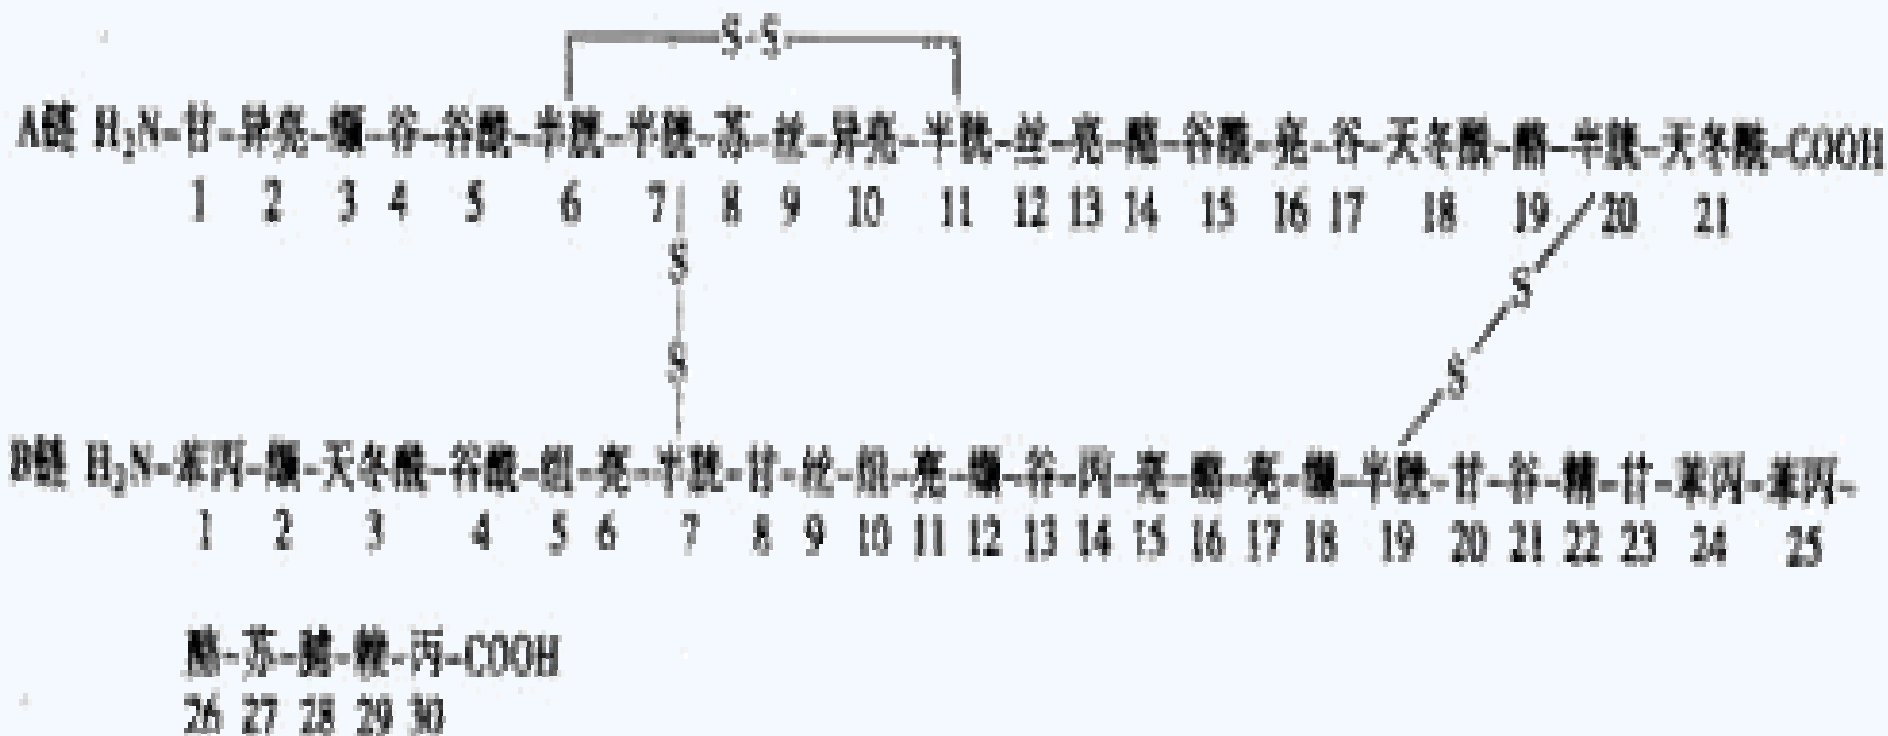 S-S
A链 H₂N-甘-异亮-缬-谷-谷酰-半胱-半胱-苏-丝-异亮-半胱-丝-亮-酪-谷酰-亮-谷-天冬酰-酪-半胱-天冬酰-COOH
1 2 3 4 5 6 7 8 9 10 11 12 13 14 15 16 17 18 19 20 21
S S
S S
B链 H₂N-苯丙-缬-天冬酰-谷酰-组-亮-半胱-甘-丝-组-亮-缬-谷-丙-亮-酪-亮-缬-半胱-甘-谷-精-甘-苯丙-苯丙-
1 2 3 4 5 6 7 8 9 10 11 12 13 14 15 16 17 18 19 20 21 22 23 24 25
酪-苏-脯-赖-丙-COOH
26 27 28 29 30